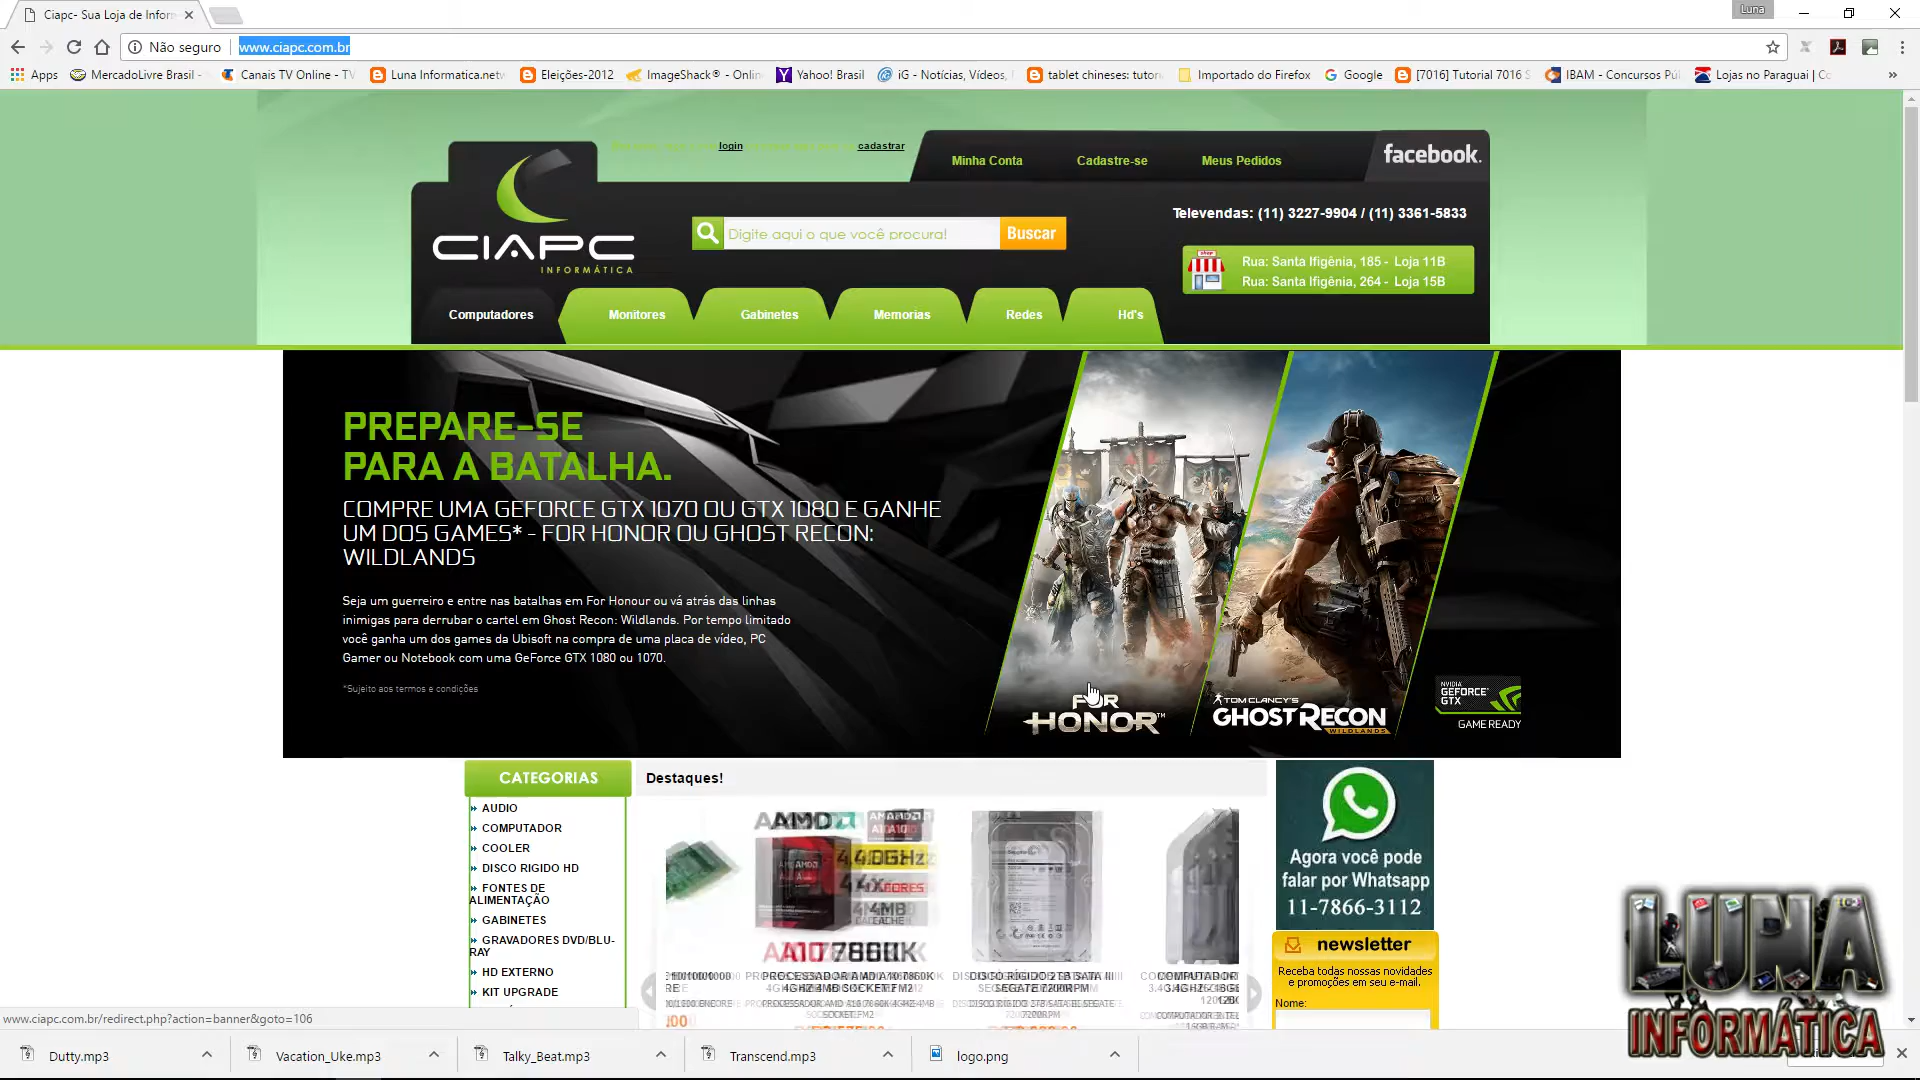 Ciapc- Sua Loja de Inform
Luna
Não seguro
www.ciapc.com.br
Apps
MercadoLivre Brasil -
Canais TV Online - TV
Luna Informatica.netw
Eleições-2012
ImageShack® - Onlin
Yahoo! Brasil
iG - Notícias, Vídeos,
tablet chineses: tutori
Importado do Firefox
Google
[7016] Tutorial 7016 S
IBAM - Concursos Pú
Lojas no Paraguai | Co
»
login
cadastrar
Minha Conta
Cadastre-se
Meus Pedidos
facebook.
CIAPC
INFORMÁTICA
Digite aqui o que você procura!
Buscar
Televendas: (11) 3227-9904 / (11) 3361-5833
shop
Rua: Santa Ifigênia, 185 - Loja 11B
Rua: Santa Ifigênia, 264 - Loja 15B
Computadores
Monitores
Gabinetes
Memorias
Redes
Hd's
PREPARE-SE
PARA A BATALHA.
COMPRE UMA GEFORCE GTX 1070 OU GTX 1080 E GANHE
UM DOS GAMES* - FOR HONOR OU GHOST RECON:
WILDLANDS
Seja um guerreiro e entre nas batalhas em For Honour ou vá atrás das linhas
inimigas para derrubar o cartel em Ghost Recon: Wildlands. Por tempo limitado
você ganha um dos games da Ubisoft na compra de uma placa de vídeo, PC
Gamer ou Notebook com uma GeForce GTX 1080 ou 1070.
*Sujeito aos termos e condições
FOR
HONOR™
TOM CLANCY'S
GHOST RECON
WILDLANDS
NVIDIA
GEFORCE
GTX
GAME READY
CATEGORIAS
AUDIO
COMPUTADOR
COOLER
DISCO RIGIDO HD
FONTES DE
ALIMENTAÇÃO
GABINETES
GRAVADORES DVD/BLU-
RAY
HD EXTERNO
KIT UPGRADE
Destaques!
AMD
A10 7860K
Agora você pode
falar por Whatsapp
11-7866-3112
newsletter
Receba todas nossas novidades
e promoções em seu e-mail.
Nome:
LUNA
INFORMÁTICA
www.ciapc.com.br/redirect.php?action=banner&goto=106
Dutty.mp3
Vacation_Uke.mp3
Talky_Beat.mp3
Transcend.mp3
logo.png